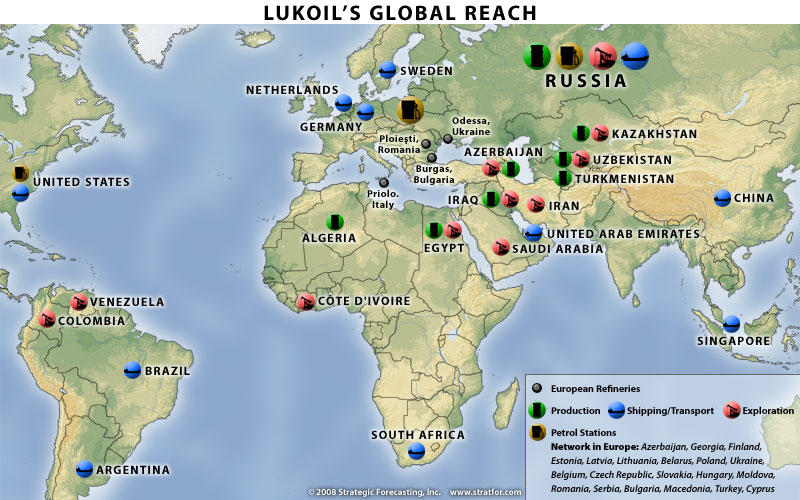 LUKOIL'S GLOBAL REACH
SWEDEN
RUSSIA
NETHERLANDS
GERMANY
Odessa,
Ukraine
Ploiești,
Romania
KAZAKHSTAN
AZERBAIJAN
UZBEKISTAN
Burgas,
Bulgaria
TURKMENISTAN
UNITED STATES
Priolo.
Italy
IRAQ
IRAN
CHINA
ALGERIA
EGYPT
UNITED ARAB EMIRATES
SAUDI ARABIA
VENEZUELA
CÔTE D'IVOIRE
COLOMBIA
SINGAPORE
BRAZIL
SOUTH AFRICA
ARGENTINA
European Refineries
Production
Shipping/Transport
Exploration
Petrol Stations
Network in Europe: Azerbaijan, Georgia, Finland,
Estonia, Latvia, Lithuania, Belarus, Poland, Ukraine,
Belgium, Czech Republic, Slovakia, Hungary, Moldova,
Romania, Serbia, Bulgaria, Macedonia, Turkey, Cyprus
© 2008 Strategic Forecasting, Inc. www.stratfor.com